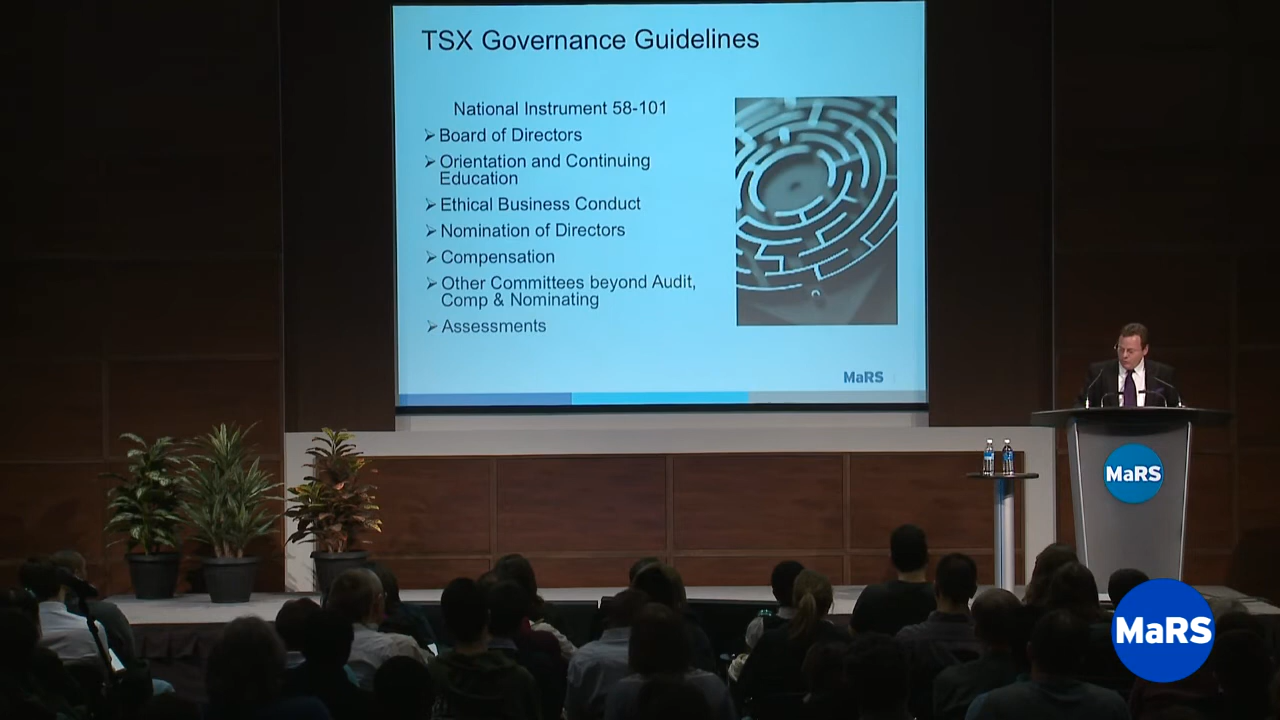 TSX Governance Guidelines
National Instrument 58-101
➢ Board of Directors
➢ Orientation and Continuing
Education
➢ Ethical Business Conduct
➢ Nomination of Directors
➢ Compensation
➢ Other Committees beyond Audit,
Comp & Nominating
➢ Assessments
MaRS
MaRS
MaRS